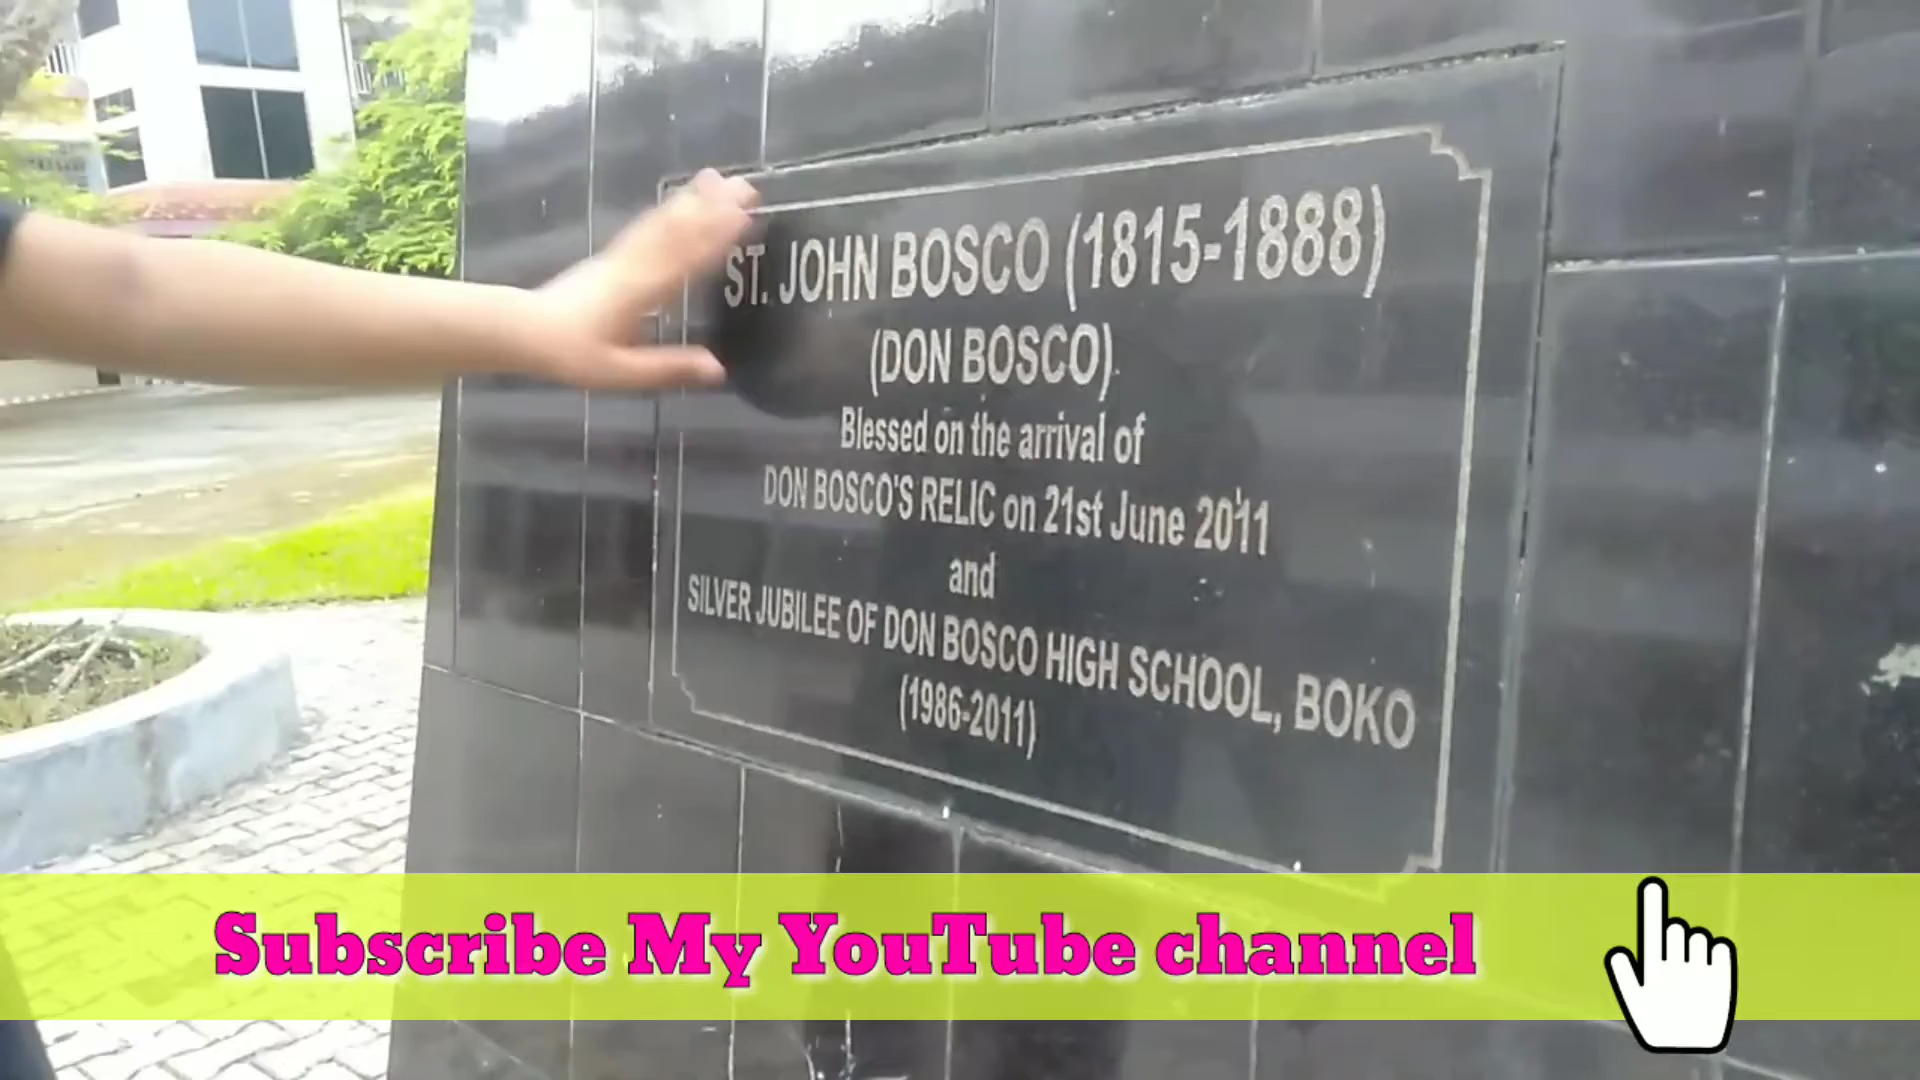 ST. JOHN BOSCO (1815-1888)
(DON BOSCO)
Blessed on the arrival of
DON BOSCO'S RELIC on 21st June 2011
and
SILVER JUBILEE OF DON BOSCO HIGH SCHOOL, BOKO
(1986-2011)
Subscribe My YouTube channel